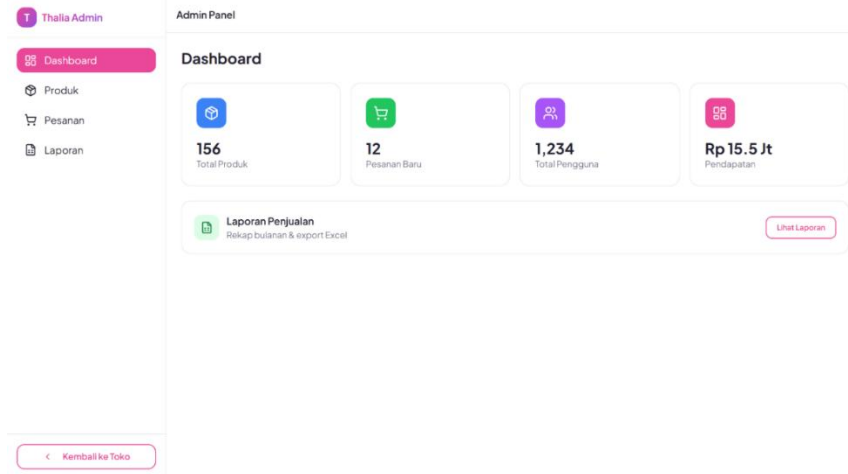 T Thalia Admin
Admin Panel
Dashboard
Produk
Pesanan
Laporan
Kembali ke Toko
Dashboard
156
Total Produk
12
Pesanan Baru
1,234
Total Pengguna
Rp 15.5 Jt
Pendapatan
Laporan Penjualan
Rekap bulanan & export Excel
Lihat Laporan